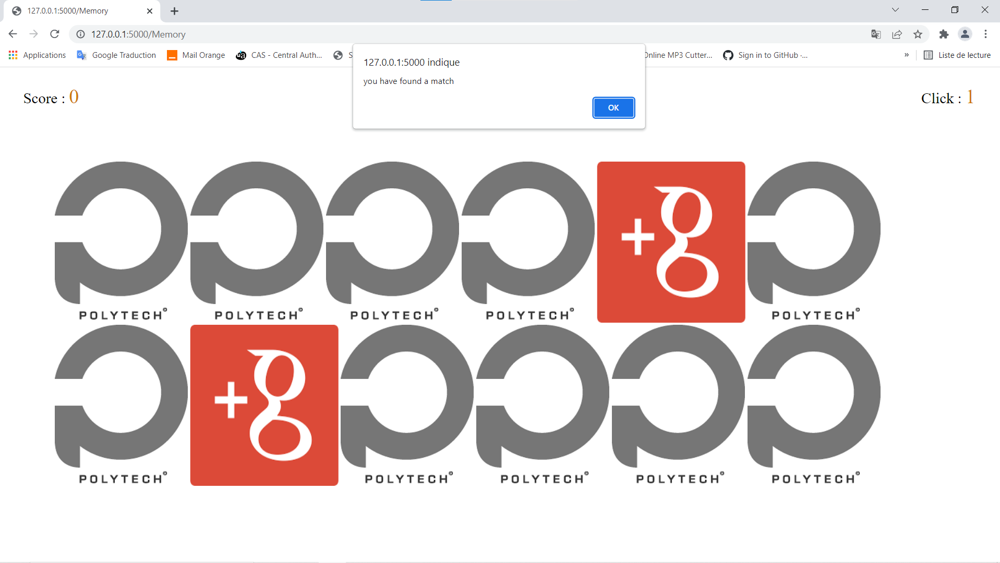 127.0.0.1:5000/Memory
127.0.0.1:5000/Memory
Applications Google Traduction Mail Orange CAS - Central Auth... S Online MP3 Cutter... Sign in to GitHub ·... » Liste de lecture
127.0.0.1:5000 indique
you have found a match
OK
Score : 0
Click : 1
+g
POLYTECH© POLYTECH© POLYTECH© POLYTECH© POLYTECH©
+g
POLYTECH© POLYTECH© POLYTECH© POLYTECH© POLYTECH©